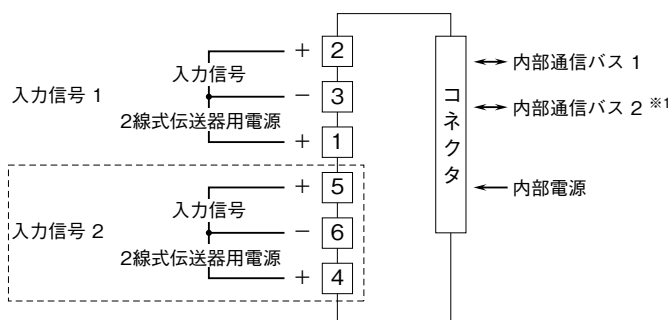 入力信号 1
入力信号
2線式伝送器用電源
+ 2
− 3
+ 1
入力信号 2
入力信号
2線式伝送器用電源
+ 5
− 6
+ 4
コネクタ
内部通信バス 1
内部通信バス 2 ※1
内部電源